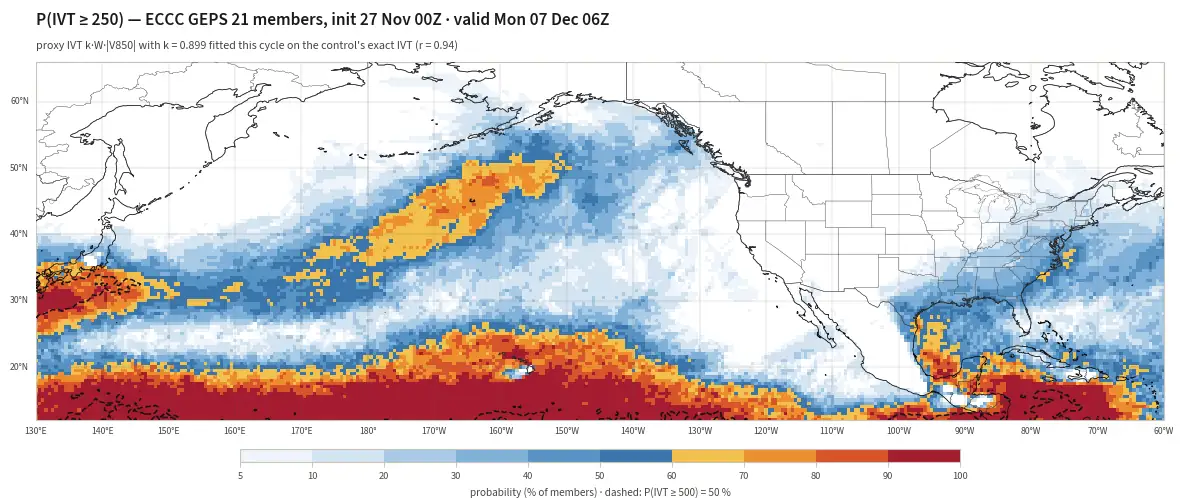 P(IVT ≥ 250) — ECCC GEPS 21 members, init 27 Nov 00Z · valid Mon 07 Dec 06Z
proxy IVT k·W·|V850| with k = 0.899 fitted this cycle on the control's exact IVT (r = 0.94)
60°N
50°N
40°N
30°N
20°N
130°E 140°E 150°E 160°E 170°E 180° 170°W 160°W 150°W 140°W 130°W 120°W 110°W 100°W 90°W 80°W 70°W 60°W
5 10 20 30 40 50 60 70 80 90 100
probability (% of members) · dashed: P(IVT ≥ 500) = 50 %